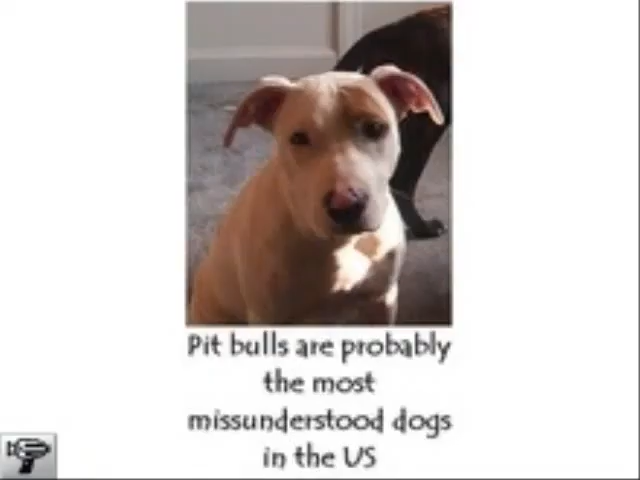 Pit bulls are probably
the most
missunderstood dogs
in the US